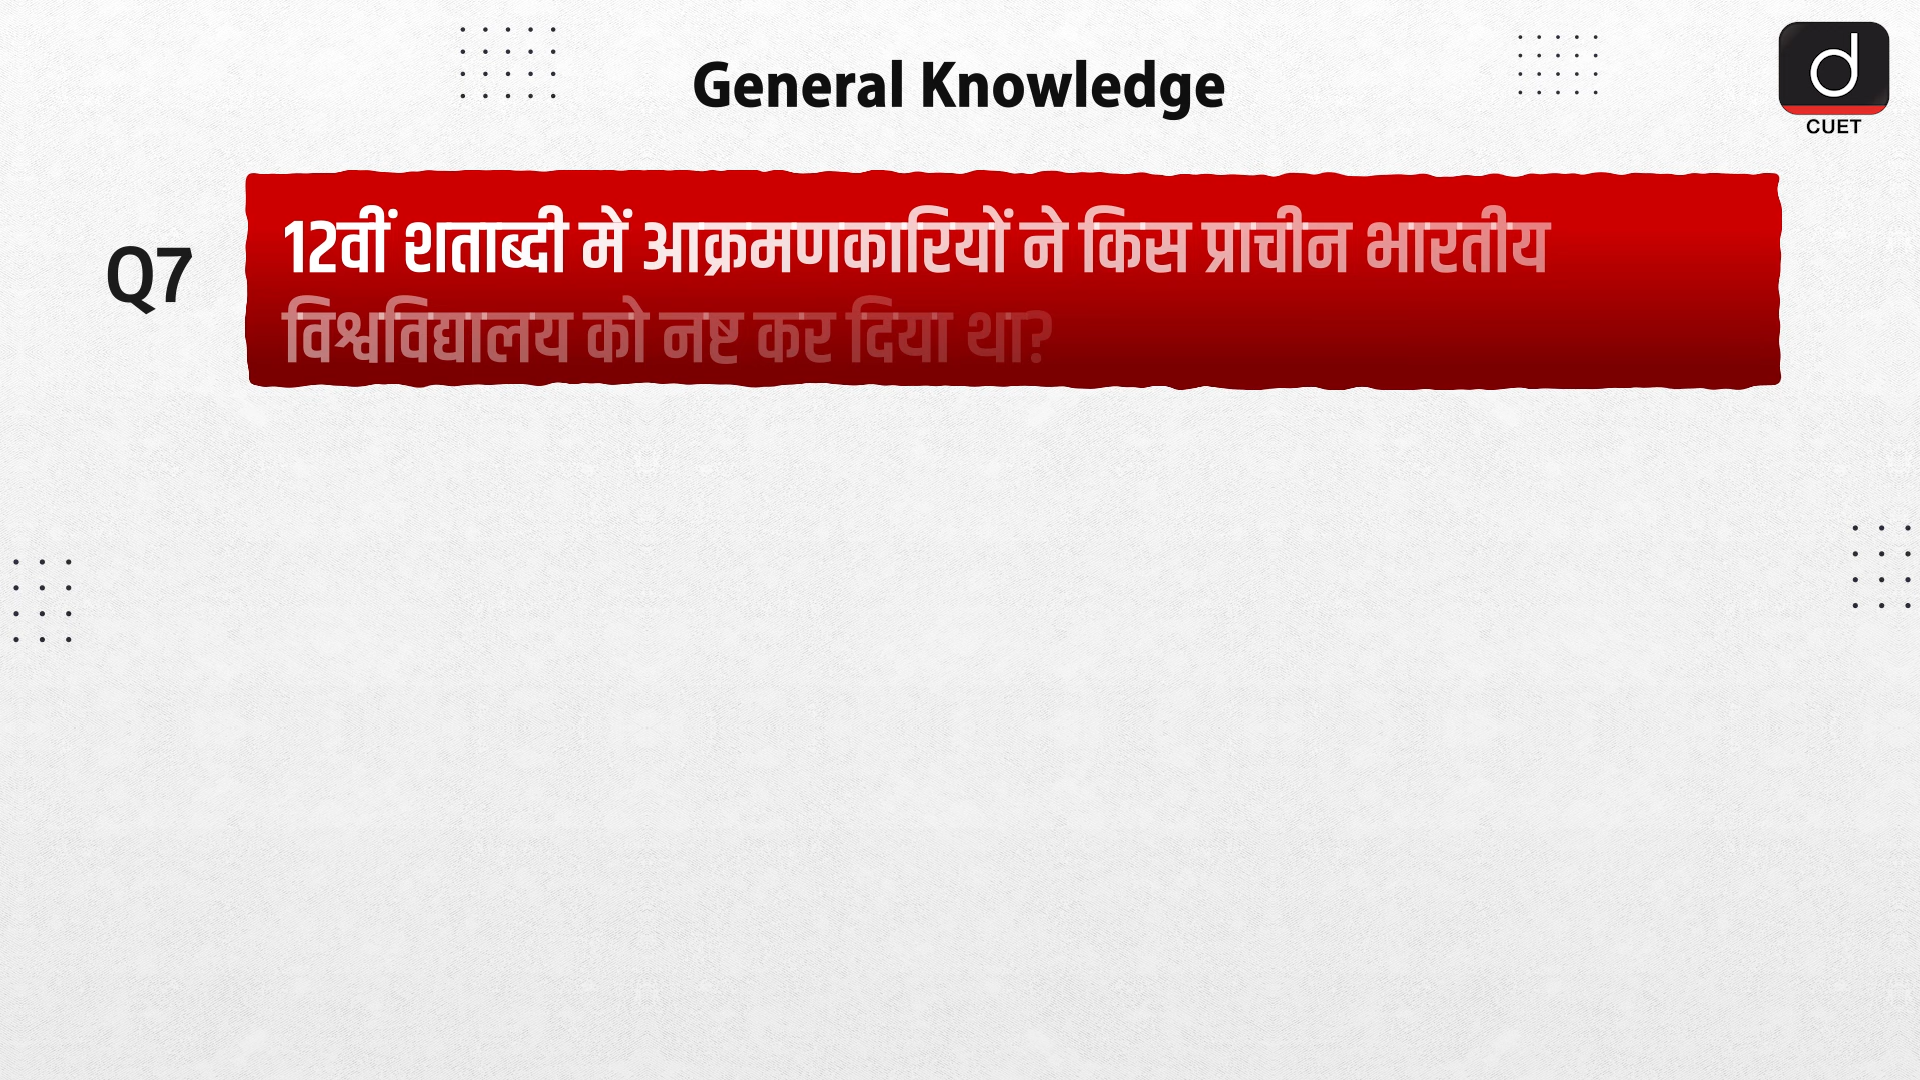 General Knowledge
CUET
Q7
12वीं शताब्दी में आक्रमणकारियों ने किस प्राचीन भारतीय
विश्वविद्यालय को नष्ट कर दिया था?